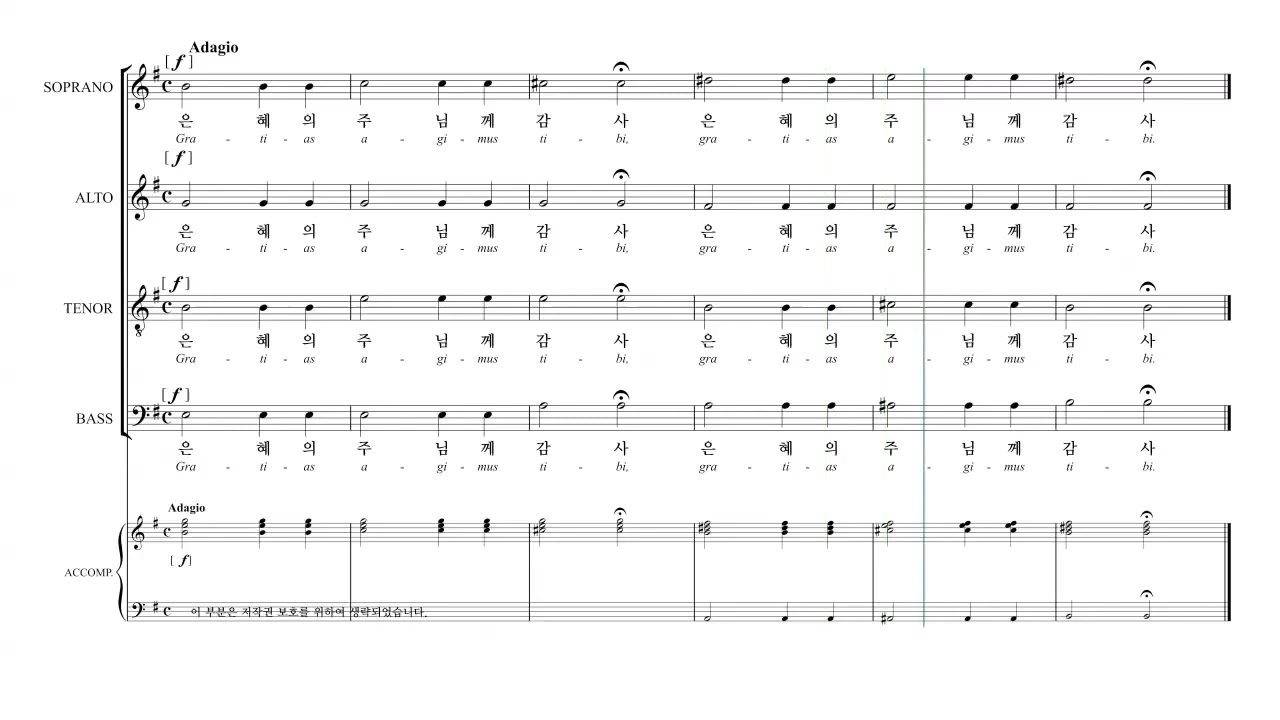 Adagio
[ f ]
SOPRANO
은 혜 의 주 님 께 감 사 은 혜 의 주 님 께 감 사
Gra - ti - as a - gi - mus ti - bi, gra - ti - as a - gi - mus ti - bi.
[ f ]
ALTO
은 혜 의 주 님 께 감 사 은 혜 의 주 님 께 감 사
Gra - ti - as a - gi - mus ti - bi, gra - ti - as a - gi - mus ti - bi.
[ f ]
TENOR
은 혜 의 주 님 께 감 사 은 혜 의 주 님 께 감 사
Gra - ti - as a - gi - mus ti - bi, gra - ti - as a - gi - mus ti - bi.
[ f ]
BASS
은 혜 의 주 님 께 감 사 은 혜 의 주 님 께 감 사
Gra - ti - as a - gi - mus ti - bi, gra - ti - as a - gi - mus ti - bi.
Adagio
[ f]
ACCOMP.
이 부분은 저작권 보호를 위하여 생략되었습니다.